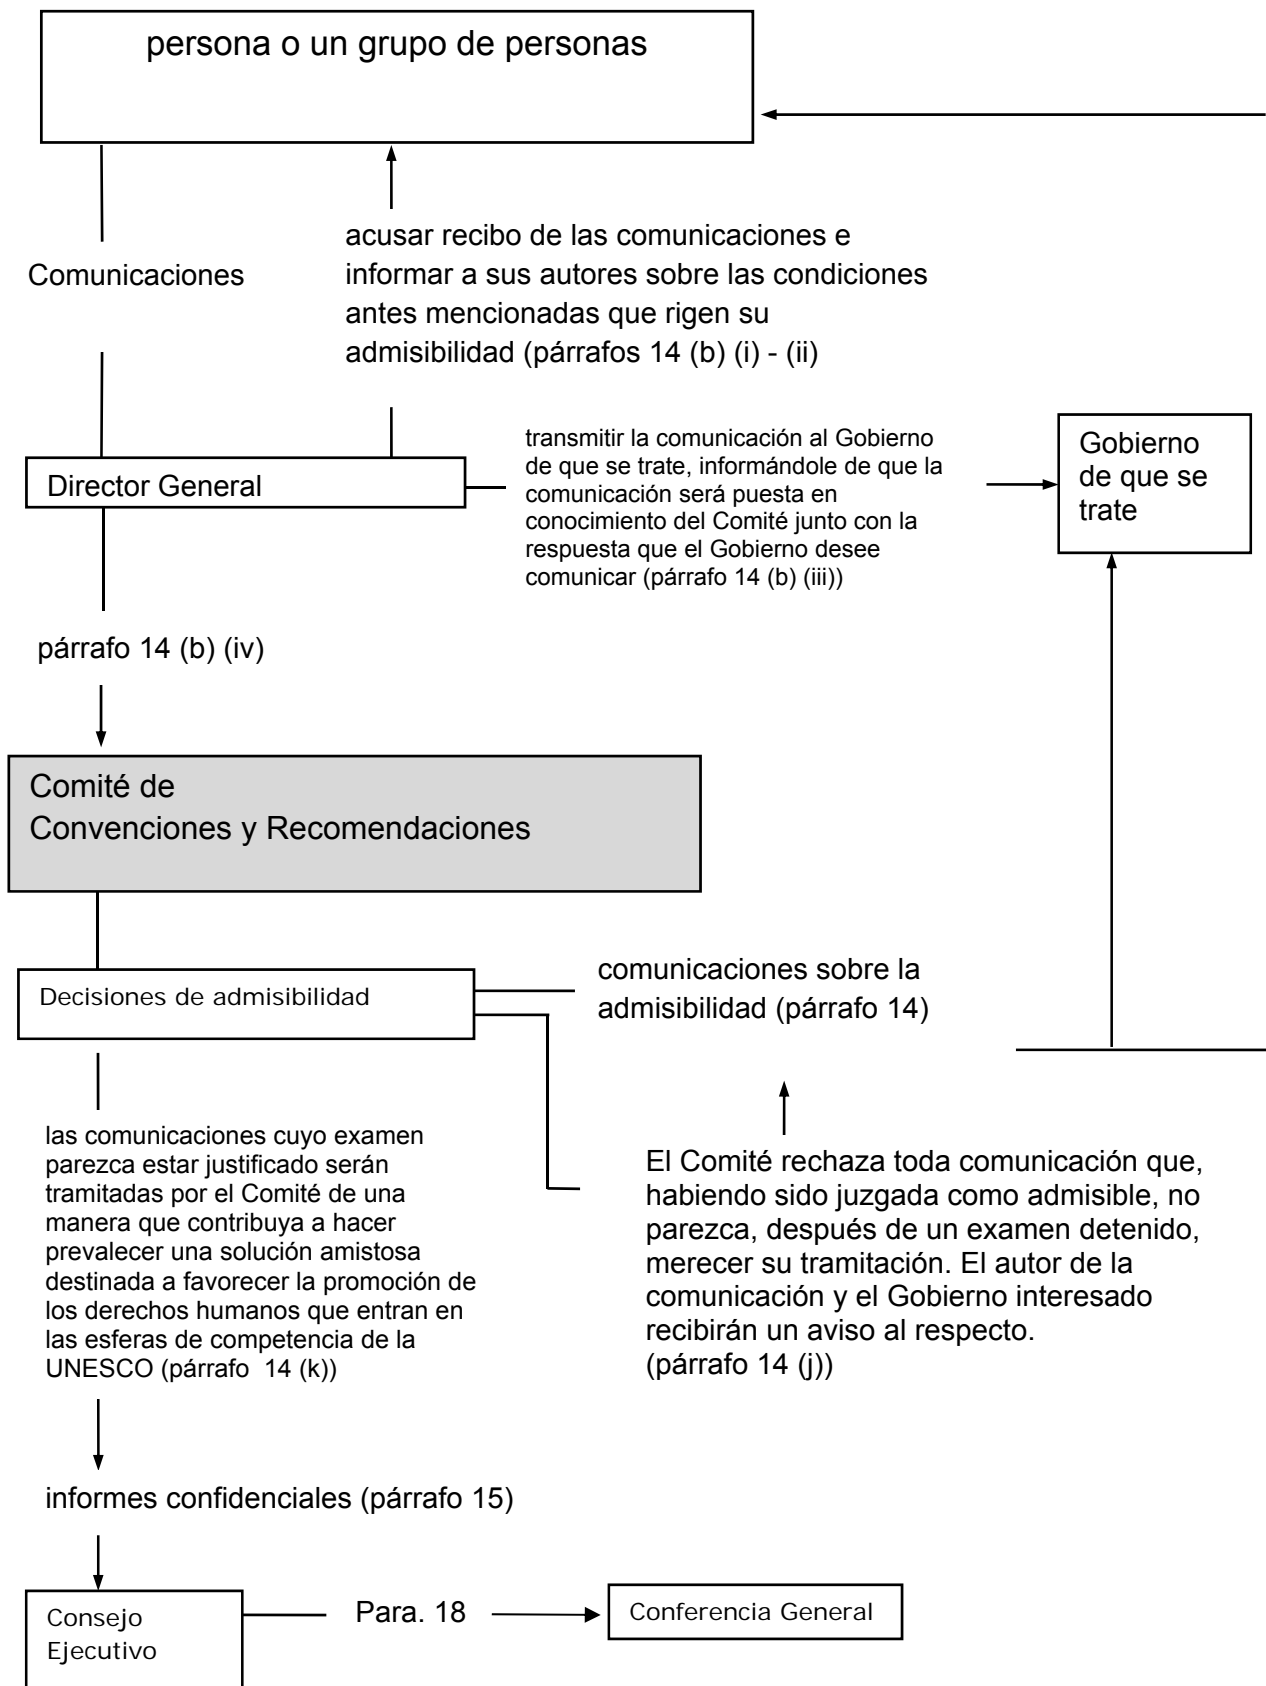 persona o un grupo de personas
Comunicaciones
acusar recibo de las comunicaciones e
informar a sus autores sobre las condiciones
antes mencionadas que rigen su
admisibilidad (párrafos 14 (b) (i) - (ii)
Director General
transmitir la comunicación al Gobierno
de que se trate, informándole de que la
comunicación será puesta en
conocimiento del Comité junto con la
respuesta que el Gobierno desee
comunicar (párrafo 14 (b) (iii))
Gobierno
de que se
trate
párrafo 14 (b) (iv)
Comité de
Convenciones y Recomendaciones
Decisiones de admisibilidad
comunicaciones sobre la
admisibilidad (párrafo 14)
las comunicaciones cuyo examen
parezca estar justificado serán
tramitadas por el Comité de una
manera que contribuya a hacer
prevalecer una solución amistosa
destinada a favorecer la promoción de
los derechos humanos que entran en
las esferas de competencia de la
UNESCO (párrafo 14 (k))
El Comité rechaza toda comunicación que,
habiendo sido juzgada como admisible, no
parezca, después de un examen detenido,
merecer su tramitación. El autor de la
comunicación y el Gobierno interesado
recibirán un aviso al respecto.
(párrafo 14 (j))
informes confidenciales (párrafo 15)
Consejo
Ejecutivo
Para. 18
Conferencia General